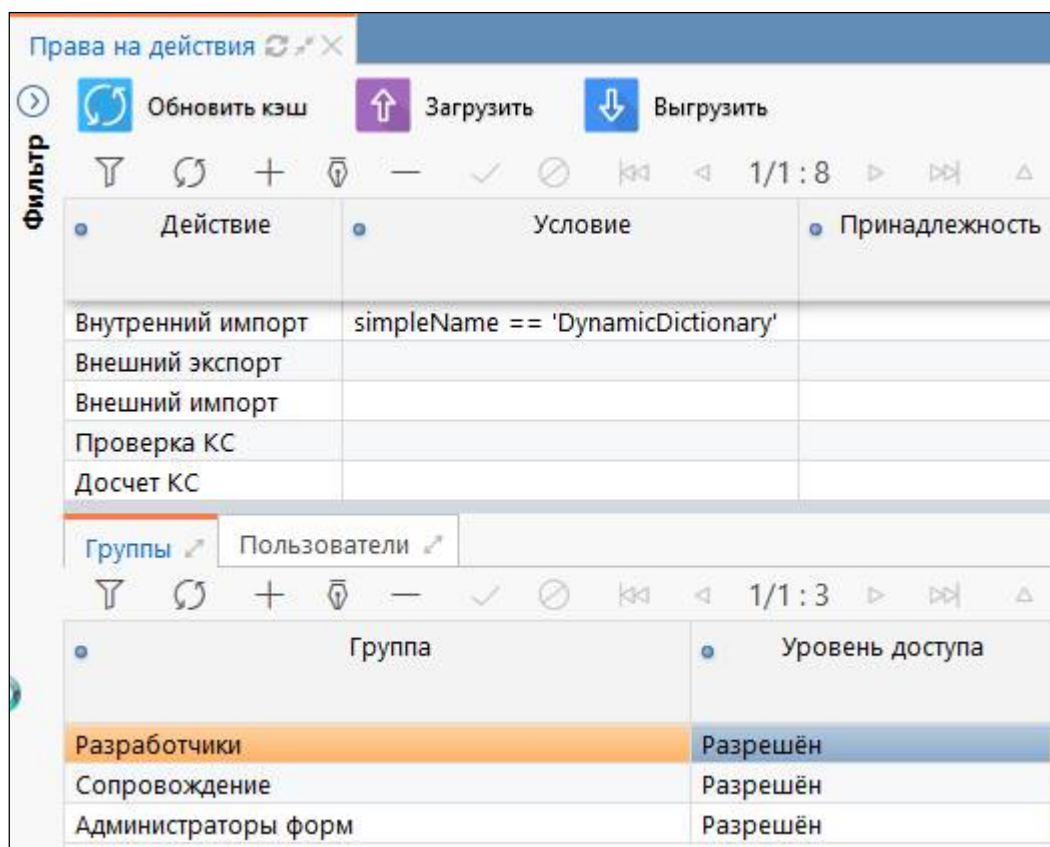 Права на действия
Обновить кэш Загрузить Выгрузить
Фильтр
1/1 : 8
Действие Условие Принадлежность
Внутренний импорт simpleName == 'DynamicDictionary'
Внешний экспорт
Внешний импорт
Проверка КС
Досчет КС
Группы Пользователи
1/1 : 3
Группа Уровень доступа
Разработчики Разрешён
Сопровождение Разрешён
Администраторы форм Разрешён